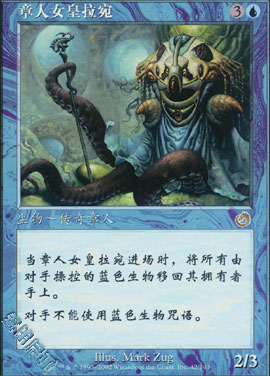 章人女皇拉宛
3
生物～传奇章人
当章人女皇拉宛进场时，将所有由
对手操控的蓝色生物移回其拥有者
手上。
对手不能使用蓝色生物咒语。
Illus. Mark Zug
2/3